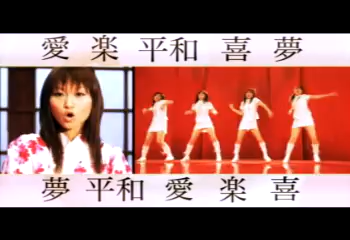 愛 楽 平和 喜 夢
夢 平和 愛 楽 喜